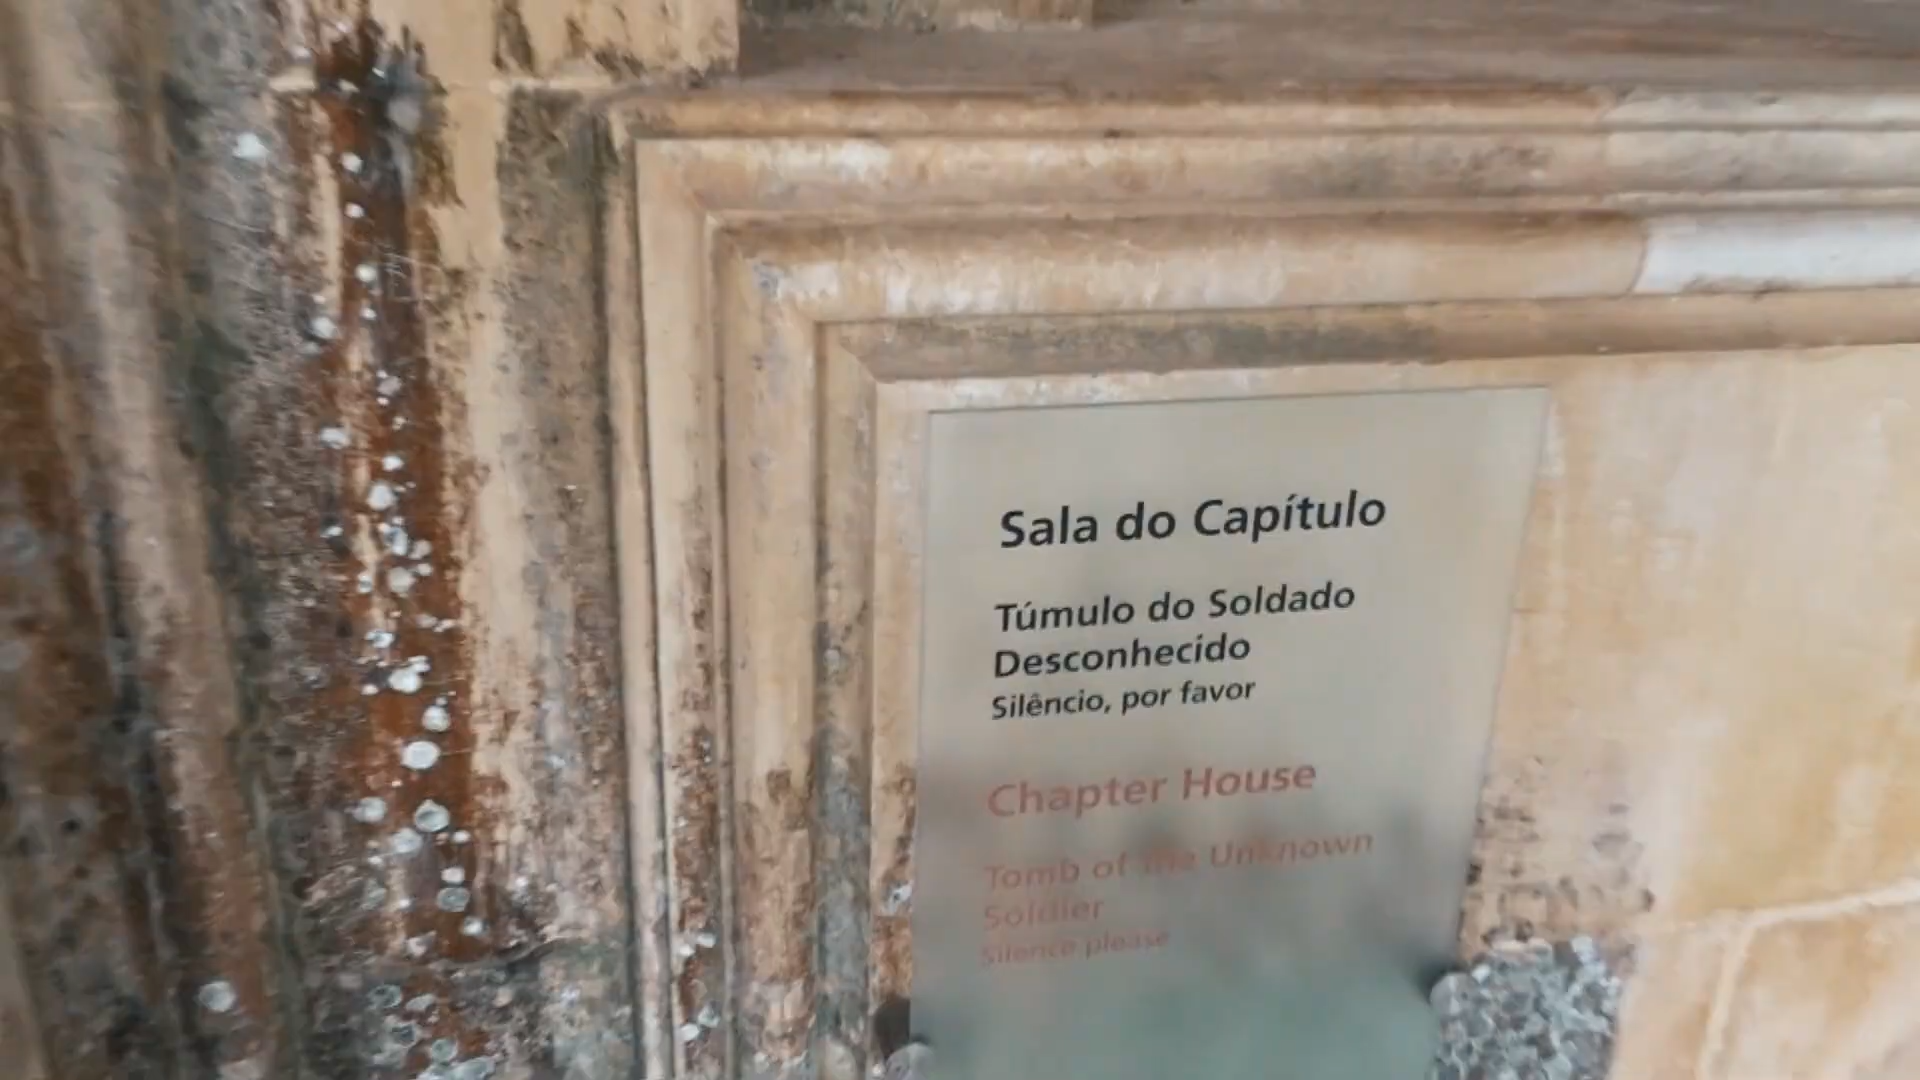 Sala do Capítulo
Túmulo do Soldado
Desconhecido
Silêncio, por favor
Chapter House
Tomb of the Unknown
Soldier
Silence please